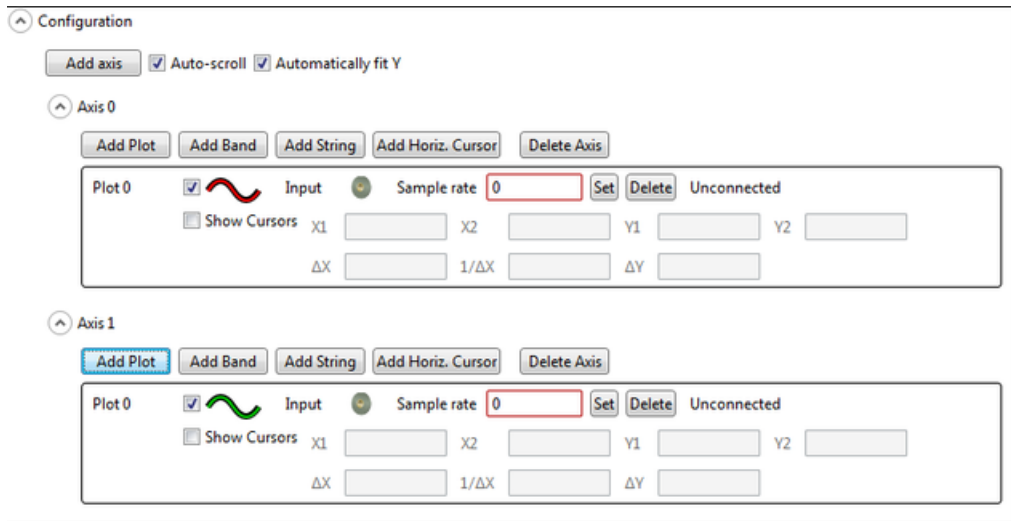 Configuration
Add axis Auto-scroll Automatically fit Y
Axis 0
Add Plot Add Band Add String Add Horiz. Cursor Delete Axis
Plot 0 Input Sample rate 0 Set Delete Unconnected
Show Cursors X1 X2 Y1 Y2
ΔX 1/ΔX ΔY
Axis 1
Add Plot Add Band Add String Add Horiz. Cursor Delete Axis
Plot 0 Input Sample rate 0 Set Delete Unconnected
Show Cursors X1 X2 Y1 Y2
ΔX 1/ΔX ΔY